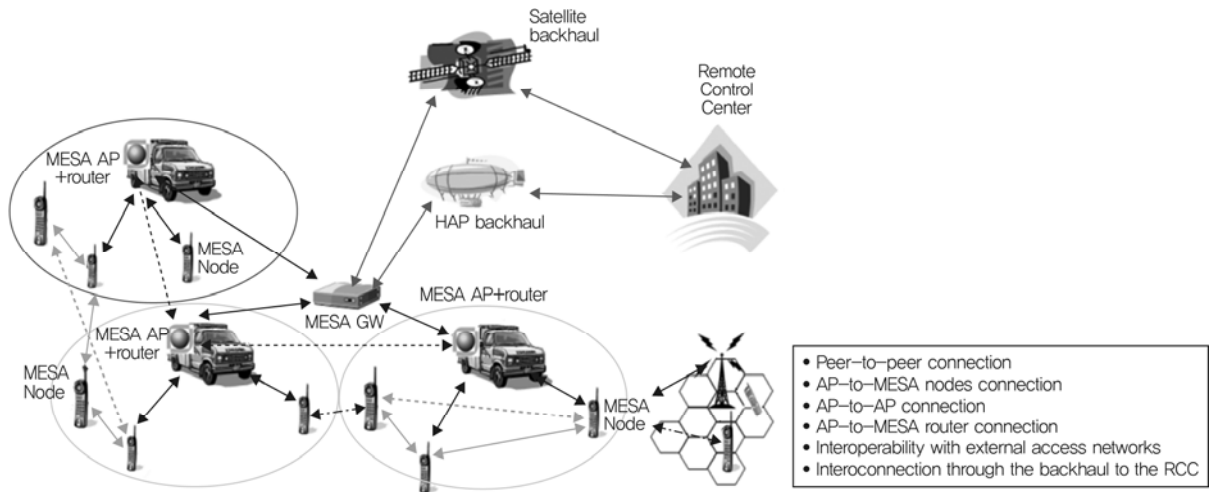 Satellite
backhaul
Remote
Control
Center
MESA AP
+router
HAP backhaul
MESA
Node
MESA AP+router
MESA GW
MESA AP
+router
MESA
Node
MESA
Node
• Peer-to-peer connection
• AP-to-MESA nodes connection
• AP-to-AP connection
• AP-to-MESA router connection
• Interoperability with external access networks
• Interoconnection through the backhaul to the RCC